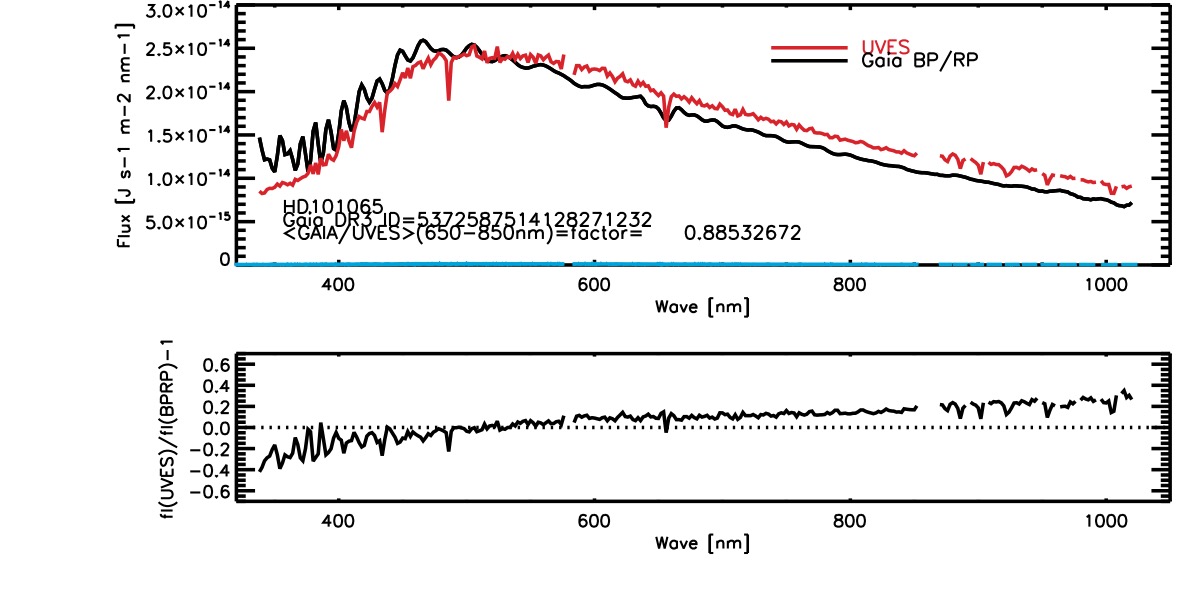 3.0×10−14
2.5×10−14
2.0×10−14
1.5×10−14
1.0×10−14
5.0×10−15
0
Flux [J s−1 m−2 nm−1]
UVES
Gaia BP/RP
HD101065
Gaia DR3 ID=5372587514128271232
<GAIA/UVES>(650−850nm)=factor= 0.88532672
400 600 800 1000
Wave [nm]
0.6
0.4
0.2
0.0
−0.2
−0.4
−0.6
fl(UVES)/fl(BPRP)−1
400 600 800 1000
Wave [nm]